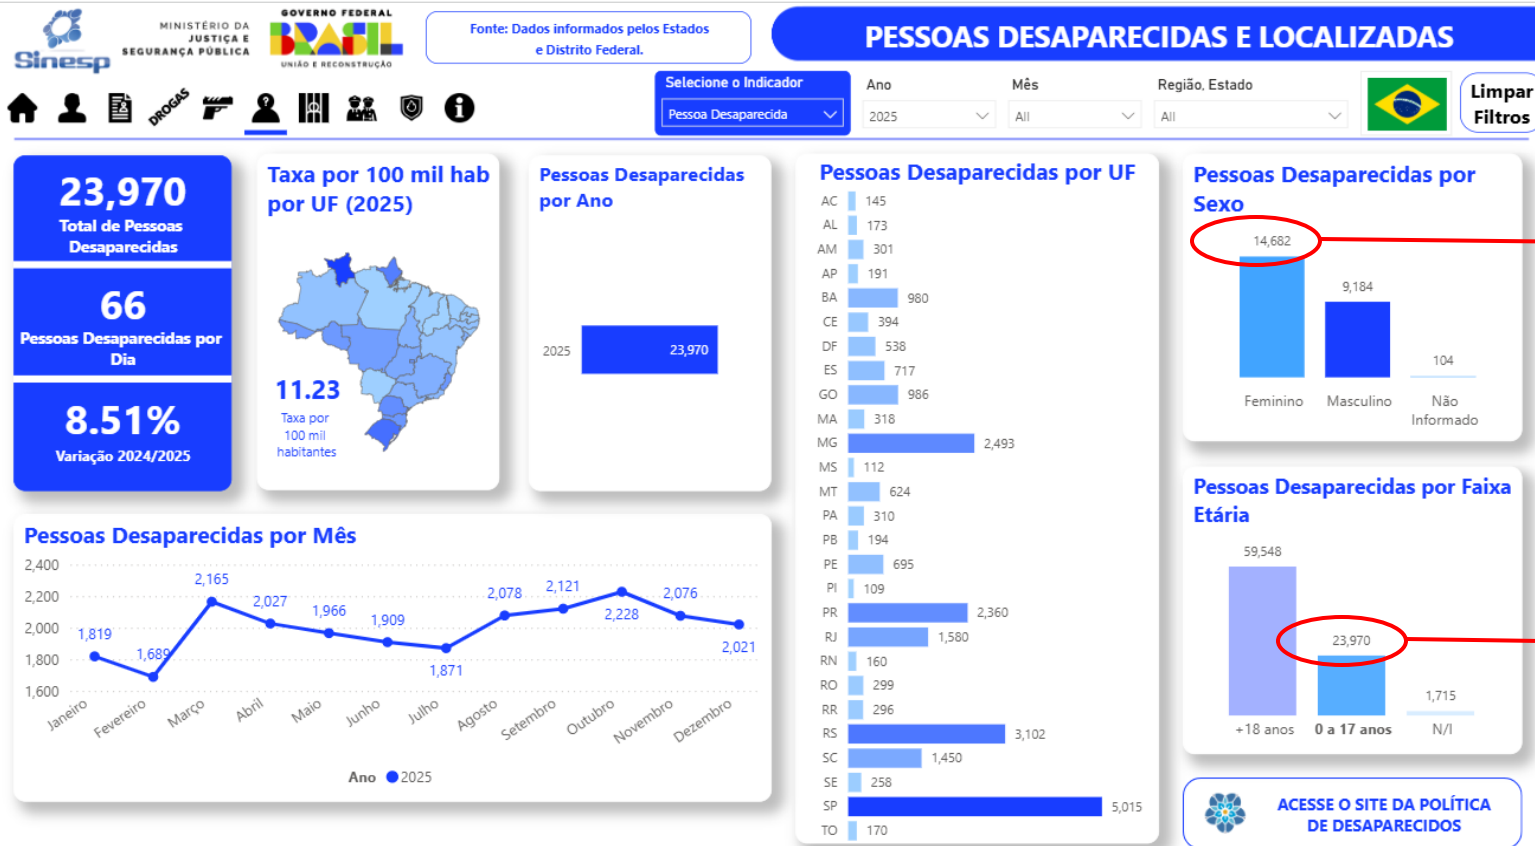 Sinesp
MINISTÉRIO DA
JUSTIÇA E
SEGURANÇA PÚBLICA
GOVERNO FEDERAL
BRASIL
UNIÃO E RECONSTRUÇÃO
Fonte: Dados informados pelos Estados
e Distrito Federal.
PESSOAS DESAPARECIDAS E LOCALIZADAS
DROGAS
Selecione o Indicador
Pessoa Desaparecida
Ano
2025
Mês
All
Região, Estado
All
Limpar
Filtros
23,970
Total de Pessoas
Desaparecidas
66
Pessoas Desaparecidas por
Dia
8.51%
Variação 2024/2025
Taxa por 100 mil hab
por UF (2025)
11.23
Taxa por
100 mil
habitantes
Pessoas Desaparecidas
por Ano
2025
23,970
Pessoas Desaparecidas por Mês
2,400
2,200
2,000
1,800
1,600
1,819
1,689
2,165
2,027
1,966
1,909
1,871
2,078
2,121
2,228
2,076
2,021
Janeiro
Fevereiro
Março
Abril
Maio
Junho
Julho
Agosto
Setembro
Outubro
Novembro
Dezembro
Ano 2025
Pessoas Desaparecidas por UF
AC 145
AL 173
AM 301
AP 191
BA 980
CE 394
DF 538
ES 717
GO 986
MA 318
MG 2,493
MS 112
MT 624
PA 310
PB 194
PE 695
PI 109
PR 2,360
RJ 1,580
RN 160
RO 299
RR 296
RS 3,102
SC 1,450
SE 258
SP 5,015
TO 170
Pessoas Desaparecidas por
Sexo
14,682
9,184
104
Feminino
Masculino
Não
Informado
Pessoas Desaparecidas por Faixa
Etária
59,548
23,970
1,715
+18 anos
0 a 17 anos
N/I
ACESSE O SITE DA POLÍTICA
DE DESAPARECIDOS